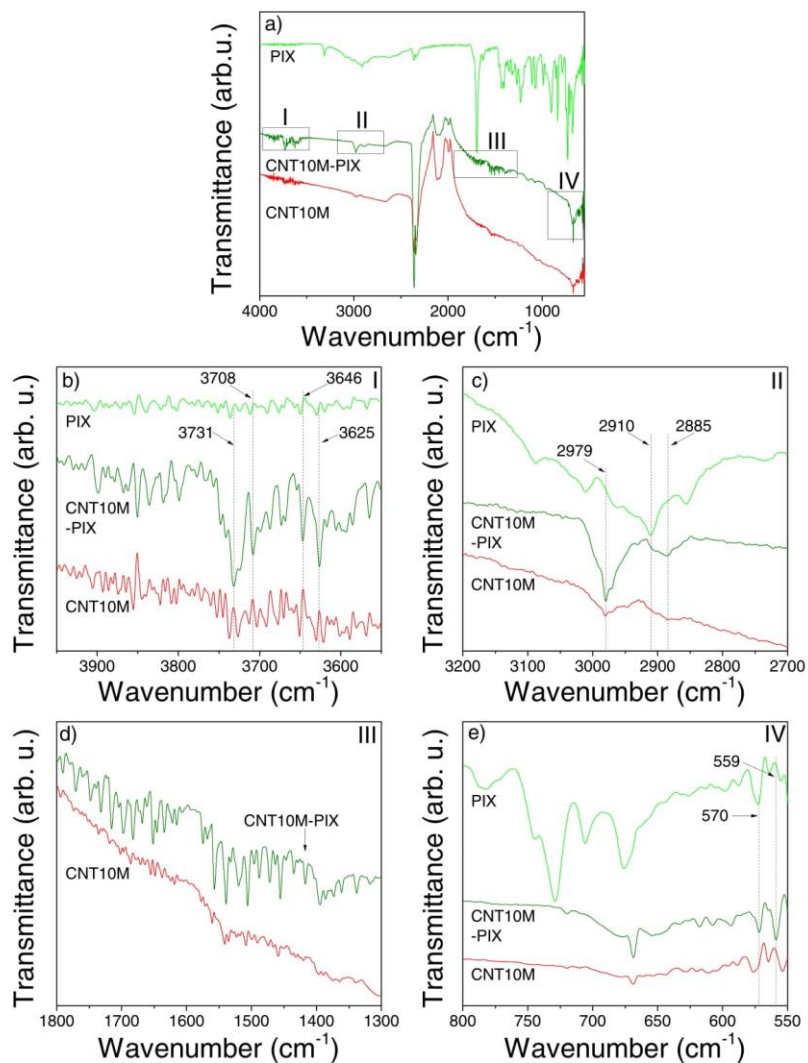 a)
Transmittance (arb.u.)
PIX
I
II
III
CNT10M-PIX
IV
CNT10M
4000 3000 2000 1000
Wavenumber (cm⁻¹)
b)
I
3708
3646
PIX
3731
3625
CNT10M
-PIX
CNT10M
Transmittance (arb. u.)
3900 3800 3700 3600
Wavenumber (cm⁻¹)
c)
II
2910
PIX
2979
2885
CNT10M
-PIX
CNT10M
Transmittance (arb. u.)
3200 3100 3000 2900 2800 2700
Wavenumber (cm⁻¹)
d)
III
CNT10M-PIX
CNT10M
Transmittance (arb. u.)
1800 1700 1600 1500 1400 1300
Wavenumber (cm⁻¹)
e)
IV
559
PIX
570
CNT10M
-PIX
CNT10M
Transmittance (arb. u.)
800 750 700 650 600 550
Wavenumber (cm⁻¹)